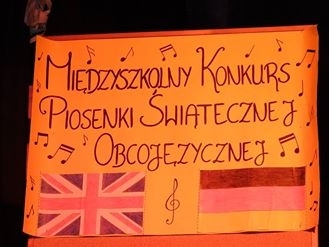 Międzyszkolny Konkurs
Piosenki Świątecznej
Obcojęzycznej